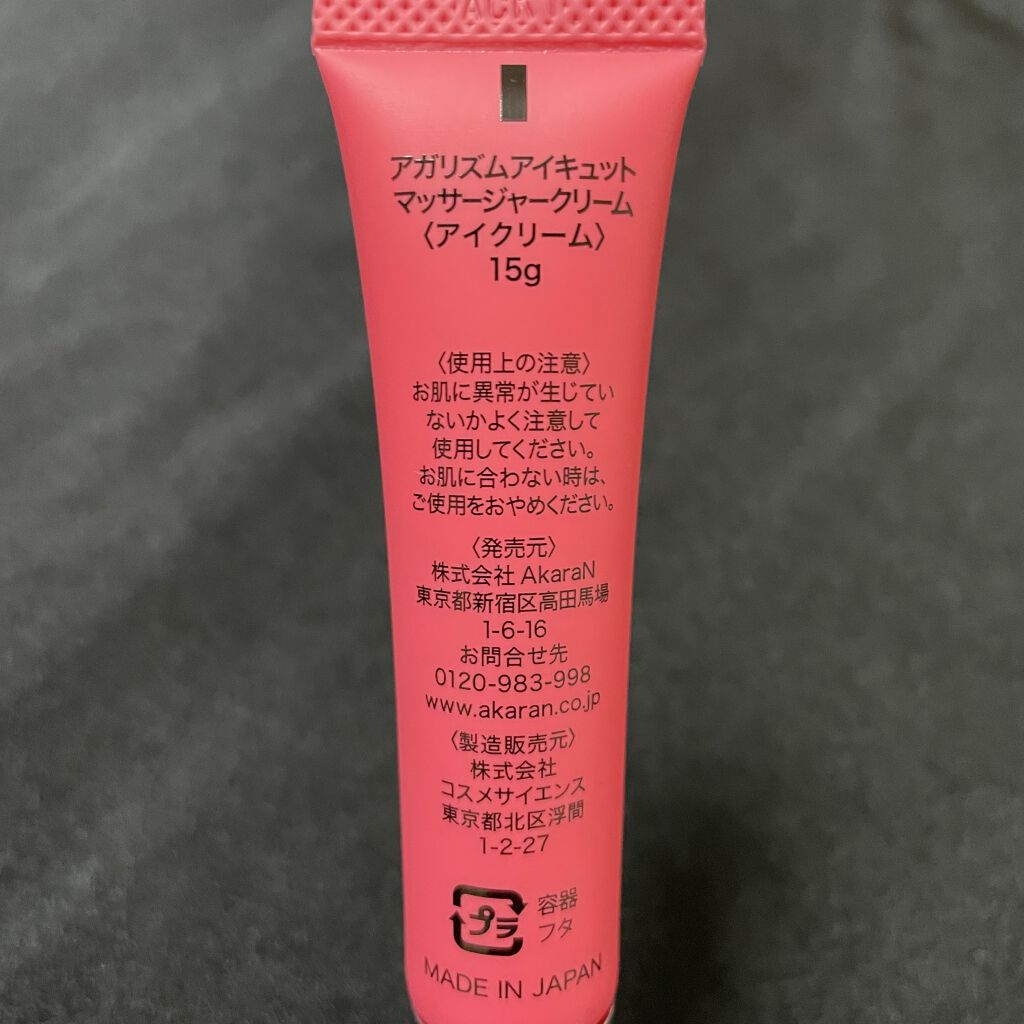 アガリズムアイキュット
マッサージャークリーム
〈アイクリーム〉
15g
〈使用上の注意〉
お肌に異常が生じてい
ないかよく注意して
使用してください。
お肌に合わない時は、
ご使用をおやめください。
〈発売元〉
株式会社AkaraN
東京都新宿区高田馬場
1-6-16
お問合せ先
0120-983-998
www.akaran.co.jp
〈製造販売元〉
株式会社
コスメサイエンス
東京都北区浮間
1-2-27
プラ 容器
フタ
MADE IN JAPAN